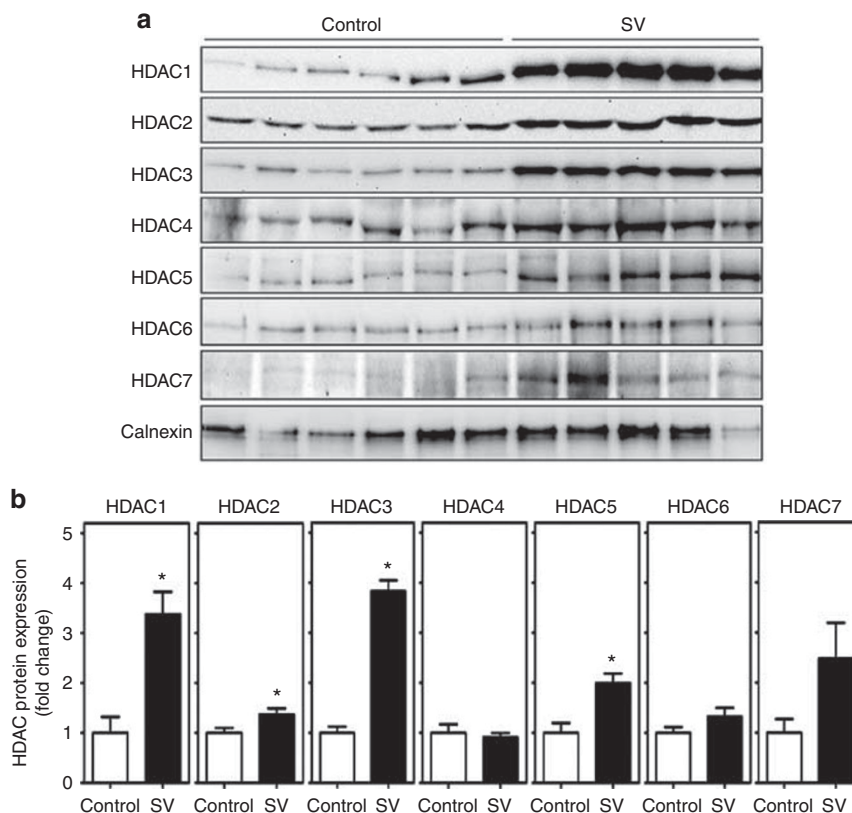 a
Control SV
HDAC1
HDAC2
HDAC3
HDAC4
HDAC5
HDAC6
HDAC7
Calnexin
b
HDAC1 HDAC2 HDAC3 HDAC4 HDAC5 HDAC6 HDAC7
HDAC protein expression
(fold change)
5
4
3
2
1
0
* * * *
Control SV Control SV Control SV Control SV Control SV Control SV Control SV